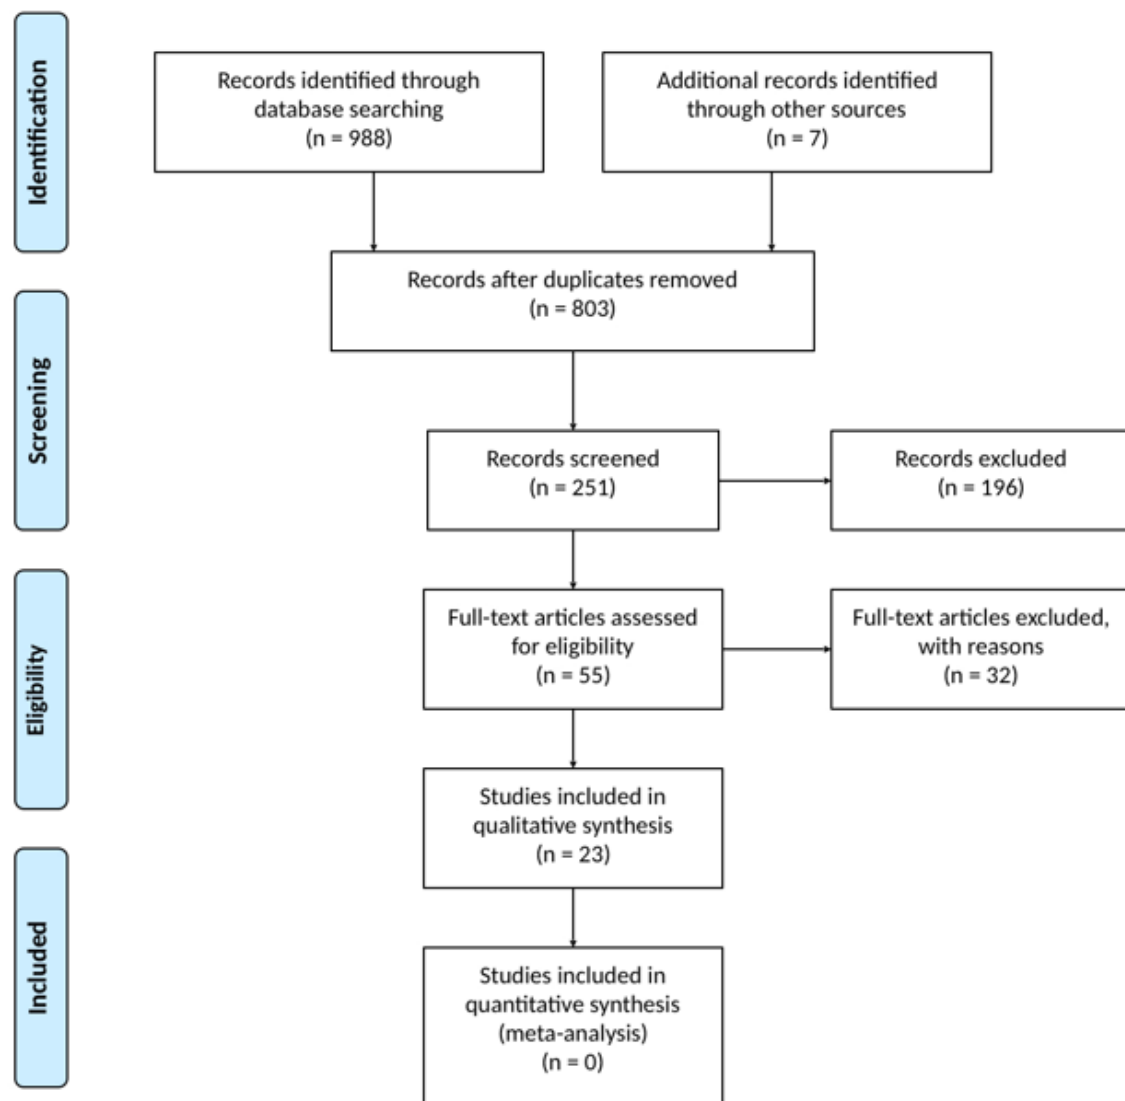 Identification
Records identified through
database searching
(n = 988)
Additional records identified
through other sources
(n = 7)
Records after duplicates removed
(n = 803)
Screening
Records screened
(n = 251)
Records excluded
(n = 196)
Eligibility
Full-text articles assessed
for eligibility
(n = 55)
Full-text articles excluded,
with reasons
(n = 32)
Studies included in
qualitative synthesis
(n = 23)
Included
Studies included in
quantitative synthesis
(meta-analysis)
(n = 0)